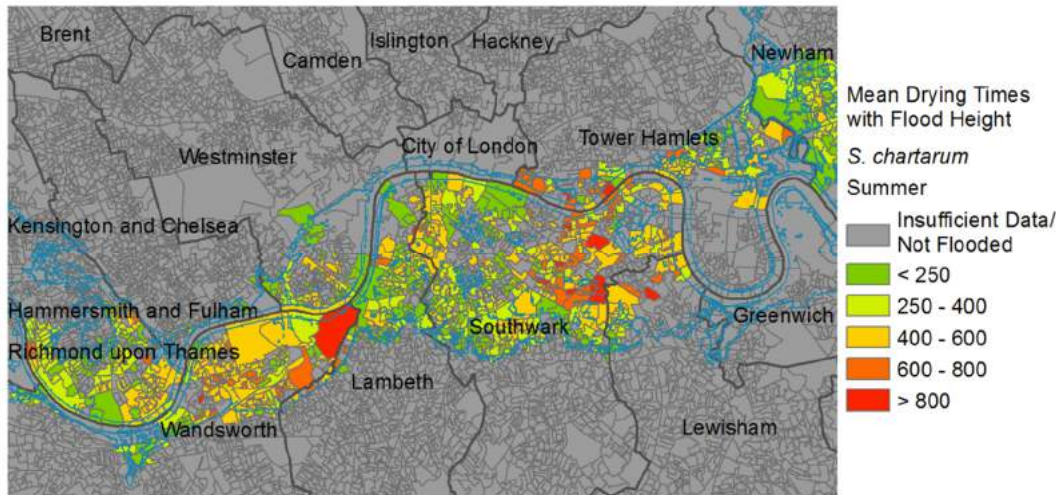 Brent
Islington
Hackney
Camden
Newham
Westminster
City of London
Tower Hamlets
Kensington and Chelsea
Hammersmith and Fulham
Richmond upon Thames
Southwark
Greenwich
Lambeth
Wandsworth
Lewisham
Mean Drying Times
with Flood Height
S. chartarum
Summer
Insufficient Data/
Not Flooded
< 250
250 - 400
400 - 600
600 - 800
> 800